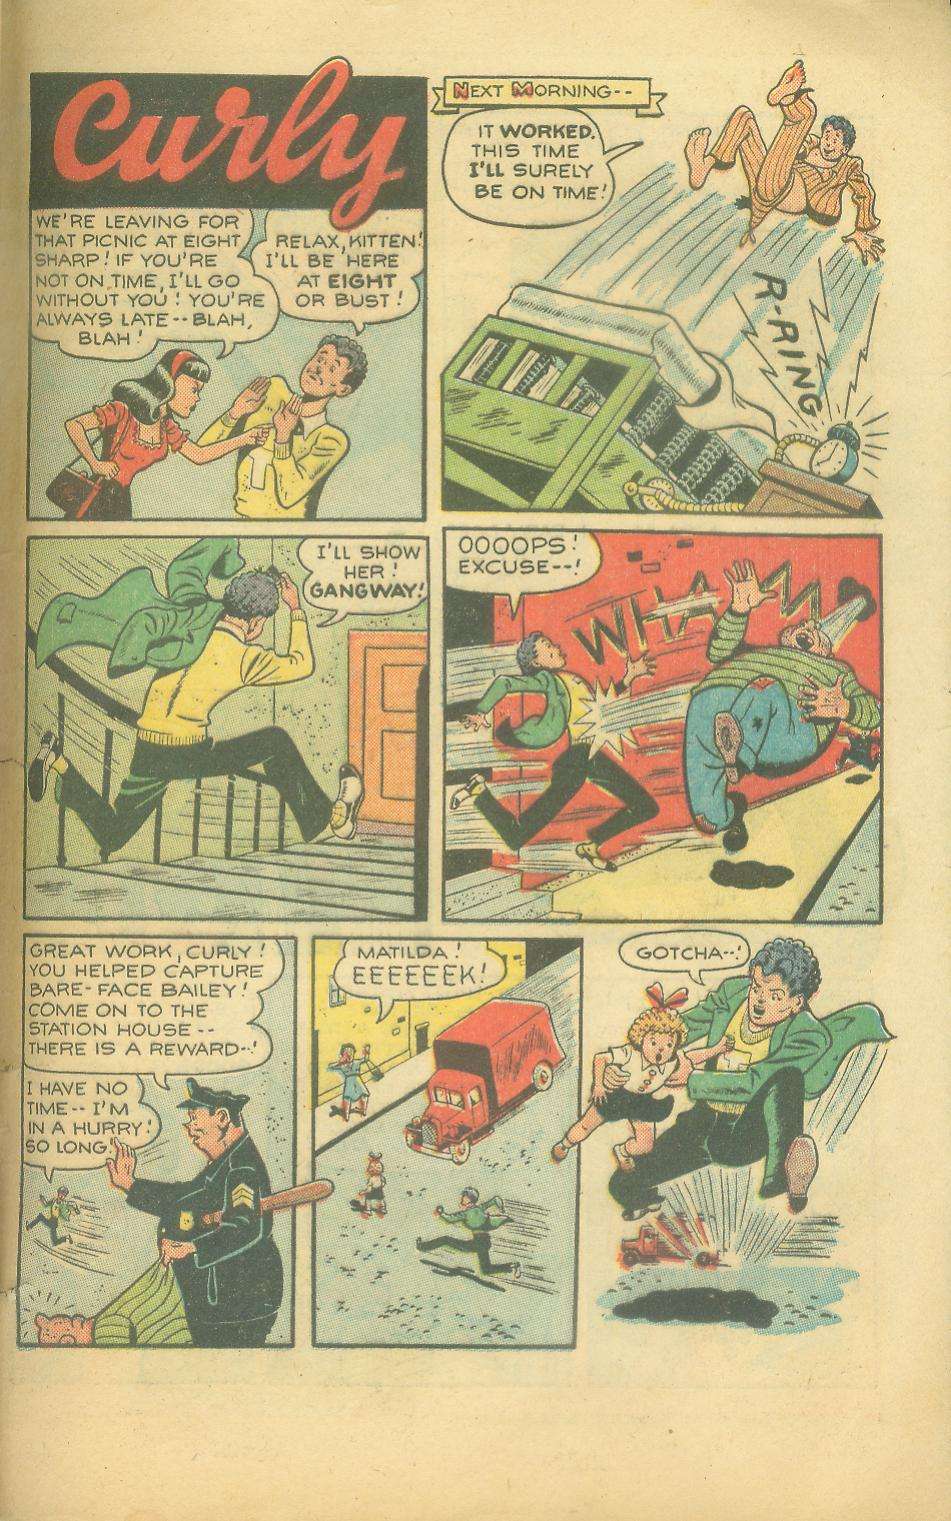 Curly
WE'RE LEAVING FOR
THAT PICNIC AT EIGHT
SHARP! IF YOU'RE
NOT ON TIME, I'LL GO
WITHOUT YOU! YOU'RE
ALWAYS LATE -- BLAH,
BLAH!
RELAX, KITTEN!
I'LL BE HERE
AT EIGHT
OR BUST!
NEXT MORNING--
IT WORKED.
THIS TIME
I'LL SURELY
BE ON TIME!
R-RING
I'LL SHOW
HER!
GANGWAY!
OOOOPS!
EXCUSE--!
WHAM
GREAT WORK, CURLY!
YOU HELPED CAPTURE
BARE-FACE BAILEY!
COME ON TO THE
STATION HOUSE --
THERE IS A REWARD--!
I HAVE NO
TIME -- I'M
IN A HURRY!
SO LONG!
MATILDA!
EEEEEEK!
GOTCHA--!